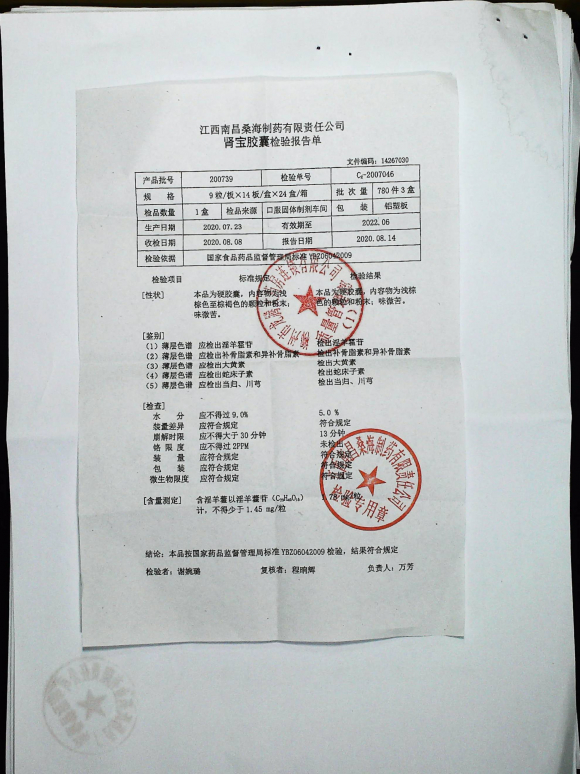 江西南昌桑海制药有限责任公司
肾宝胶囊检验报告单
文件编码:14267030
产品批号 200739 检验单号 C6-2007046
规 格 9粒/板×14板/盒×24盒/箱 批次量 780件3盒
检品数量 1盒 检品来源 口服固体制剂车间 包 装 铝塑板
生产日期 2020.07.23 有效期至 2022.06
收检日期 2020.08.08 报告日期 2020.08.14
检验依据 国家食品药品监督管理局标准YBZ06042009
检验项目 标准规定 检验结果
[性状] 本品为硬胶囊,内容物为浅 本品为硬胶囊,内容物为浅棕
棕色至棕褐色的颗粒和粉末; 色的颗粒和粉末;味微苦。
味微苦。
[鉴别]
(1)薄层色谱 应检出淫羊藿苷 检出淫羊藿苷
(2)薄层色谱 应检出补骨脂素和异补骨脂素 检出补骨脂素和异补骨脂素
(3)薄层色谱 应检出大黄素 检出大黄素
(4)薄层色谱 应检出蛇床子素 检出蛇床子素
(5)薄层色谱 应检出当归、川芎 检出当归、川芎
[检查]
水 分 应不得过9.0% 5.0 %
装量差异 应符合规定 符合规定
崩解时限 应不得大于30分钟 13分钟
铬 限 度 应不得过2PPM 未检出
装 量 应符合规定 符合规定
包 装 应符合规定 符合规定
微生物限度 应符合规定 符合规定
[含量测定] 含淫羊藿以淫羊藿苷(C33H40O15)
计,不得少于1.45 mg/粒
结论:本品按国家药品监督管理局标准YBZ06042009检验,结果符合规定
检验者:谢婉璐 复核者:程晌辉 负责人:万芳
南昌桑海制药有限责任公司
检验专用章